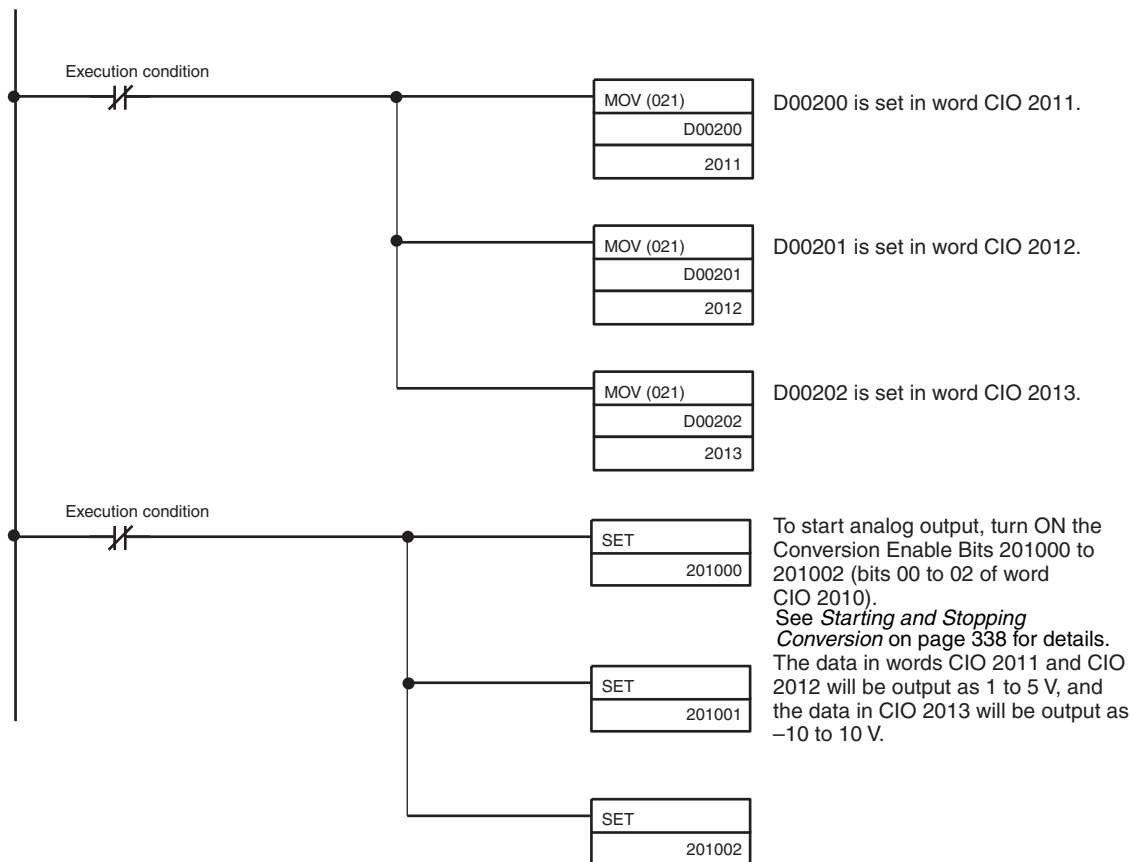 Execution condition
MOV (021)
D00200
2011
D00200 is set in word CIO 2011.
MOV (021)
D00201
2012
D00201 is set in word CIO 2012.
MOV (021)
D00202
2013
D00202 is set in word CIO 2013.
Execution condition
SET
201000
To start analog output, turn ON the
Conversion Enable Bits 201000 to
201002 (bits 00 to 02 of word
CIO 2010).
See Starting and Stopping
Conversion on page 338 for details.
The data in words CIO 2011 and CIO
2012 will be output as 1 to 5 V, and
the data in CIO 2013 will be output as
–10 to 10 V.
SET
201001
SET
201002